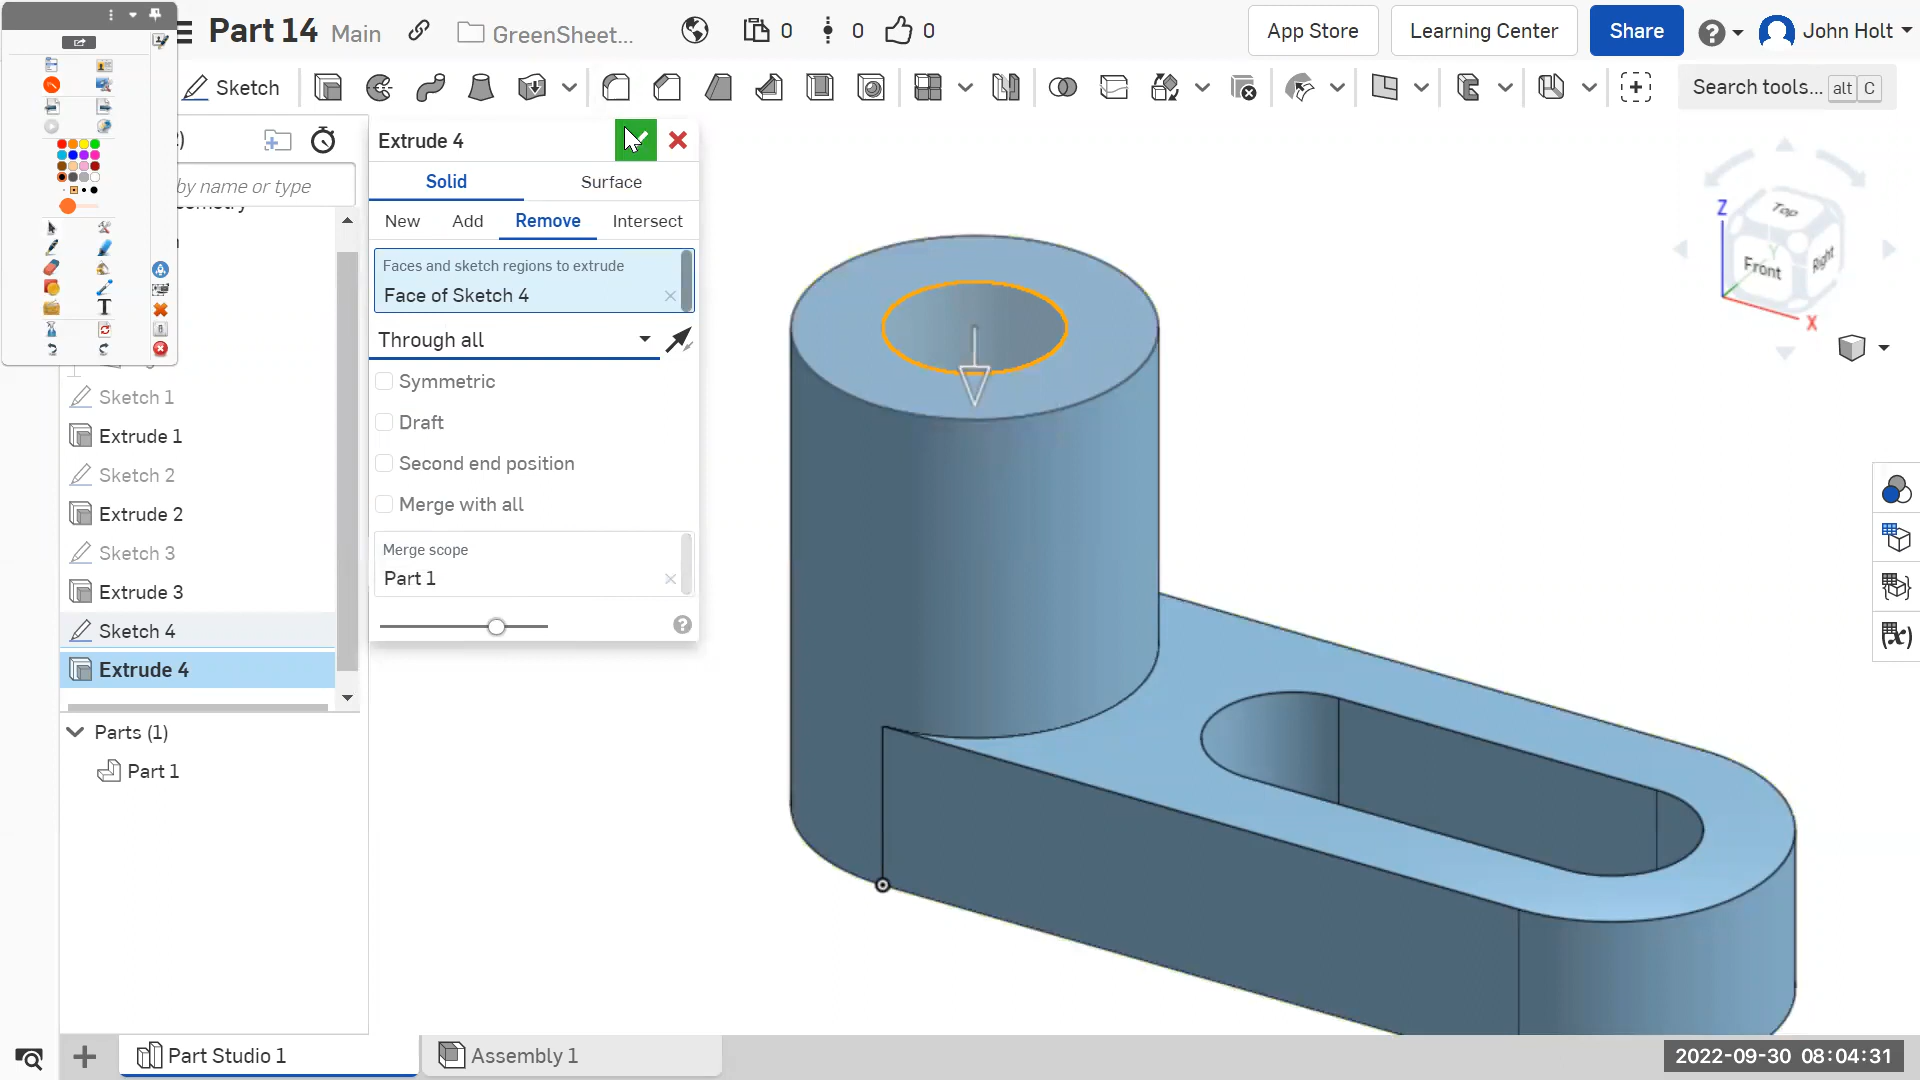 Part 14 Main
GreenSheet...
0
0
0
App Store
Learning Center
Share
John Holt
Sketch
Search tools... alt C
)
by name or type
Sketch 1
Extrude 1
Sketch 2
Extrude 2
Sketch 3
Extrude 3
Sketch 4
Extrude 4
Parts (1)
Part 1
Extrude 4
Solid
Surface
New
Add
Remove
Intersect
Faces and sketch regions to extrude
Face of Sketch 4
Through all
Symmetric
Draft
Second end position
Merge with all
Merge scope
Part 1
Z
Top
Y
Front
Right
X
Part Studio 1
Assembly 1
2022-09-30 08:04:31